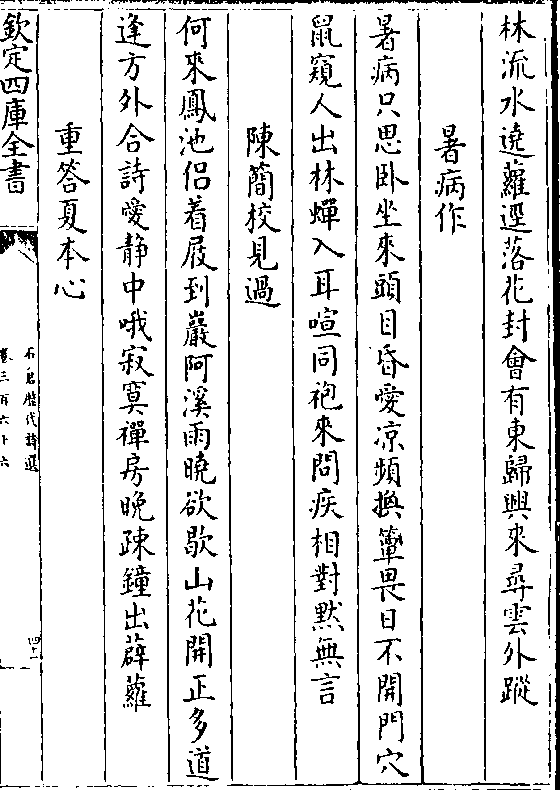 林流水遶蘿逕落花封會有東歸興來尋雲外蹤
暑病作
暑病只思卧坐來頭目昏愛凉頻換簟畏日不開門穴
鼠窺人出林蟬入耳喧同袍來問疾相對黙無言
陳簡校見過
何來鳳池侣着屐到巖阿溪雨曉欲歇山花開正多道
逢方外合詩愛静中哦寂寞禪房晩踈鐘出薜蘿
重答夏本心
欽定四庫全書
石倉歴代詩選
卷三百六十六
四十二